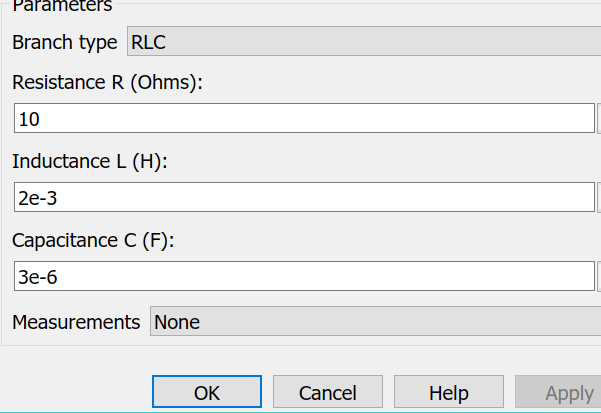 Parameters
Branch type RLC
Resistance R (Ohms):
10
Inductance L (H):
2e-3
Capacitance C (F):
3e-6
Measurements None
OK Cancel Help Apply